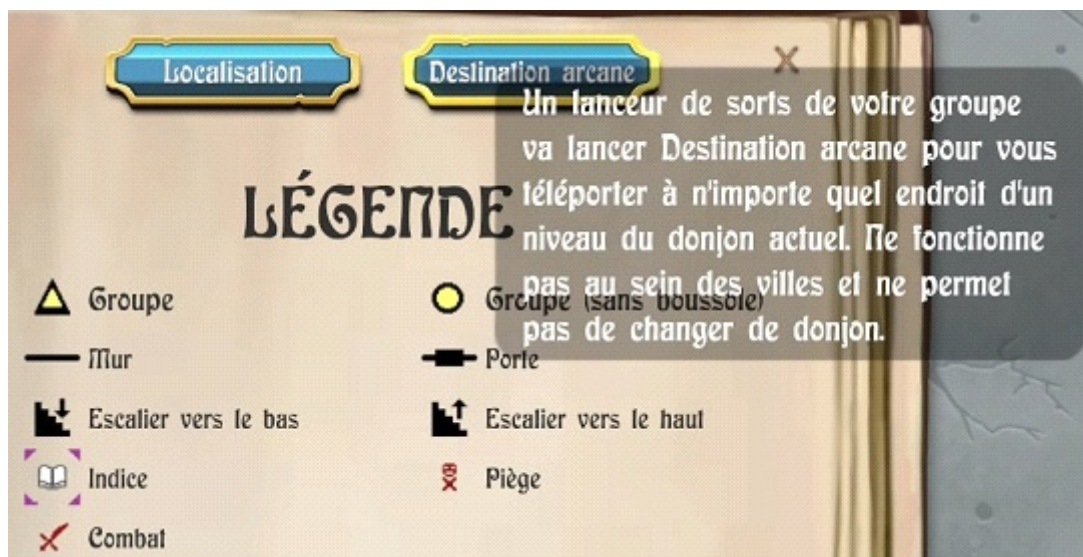 Localisation
Destination arcane
Un lanceur de sorts de votre groupe
va lancer Destination arcane pour vous
téléporter à n'importe quel endroit d'un
niveau du donjon actuel. Ne fonctionne
pas au sein des villes et ne permet
pas de changer de donjon.
LÉGENDE
Groupe
Groupe (sans boussole)
Mur
Porte
Escalier vers le bas
Escalier vers le haut
Indice
Piège
Combat